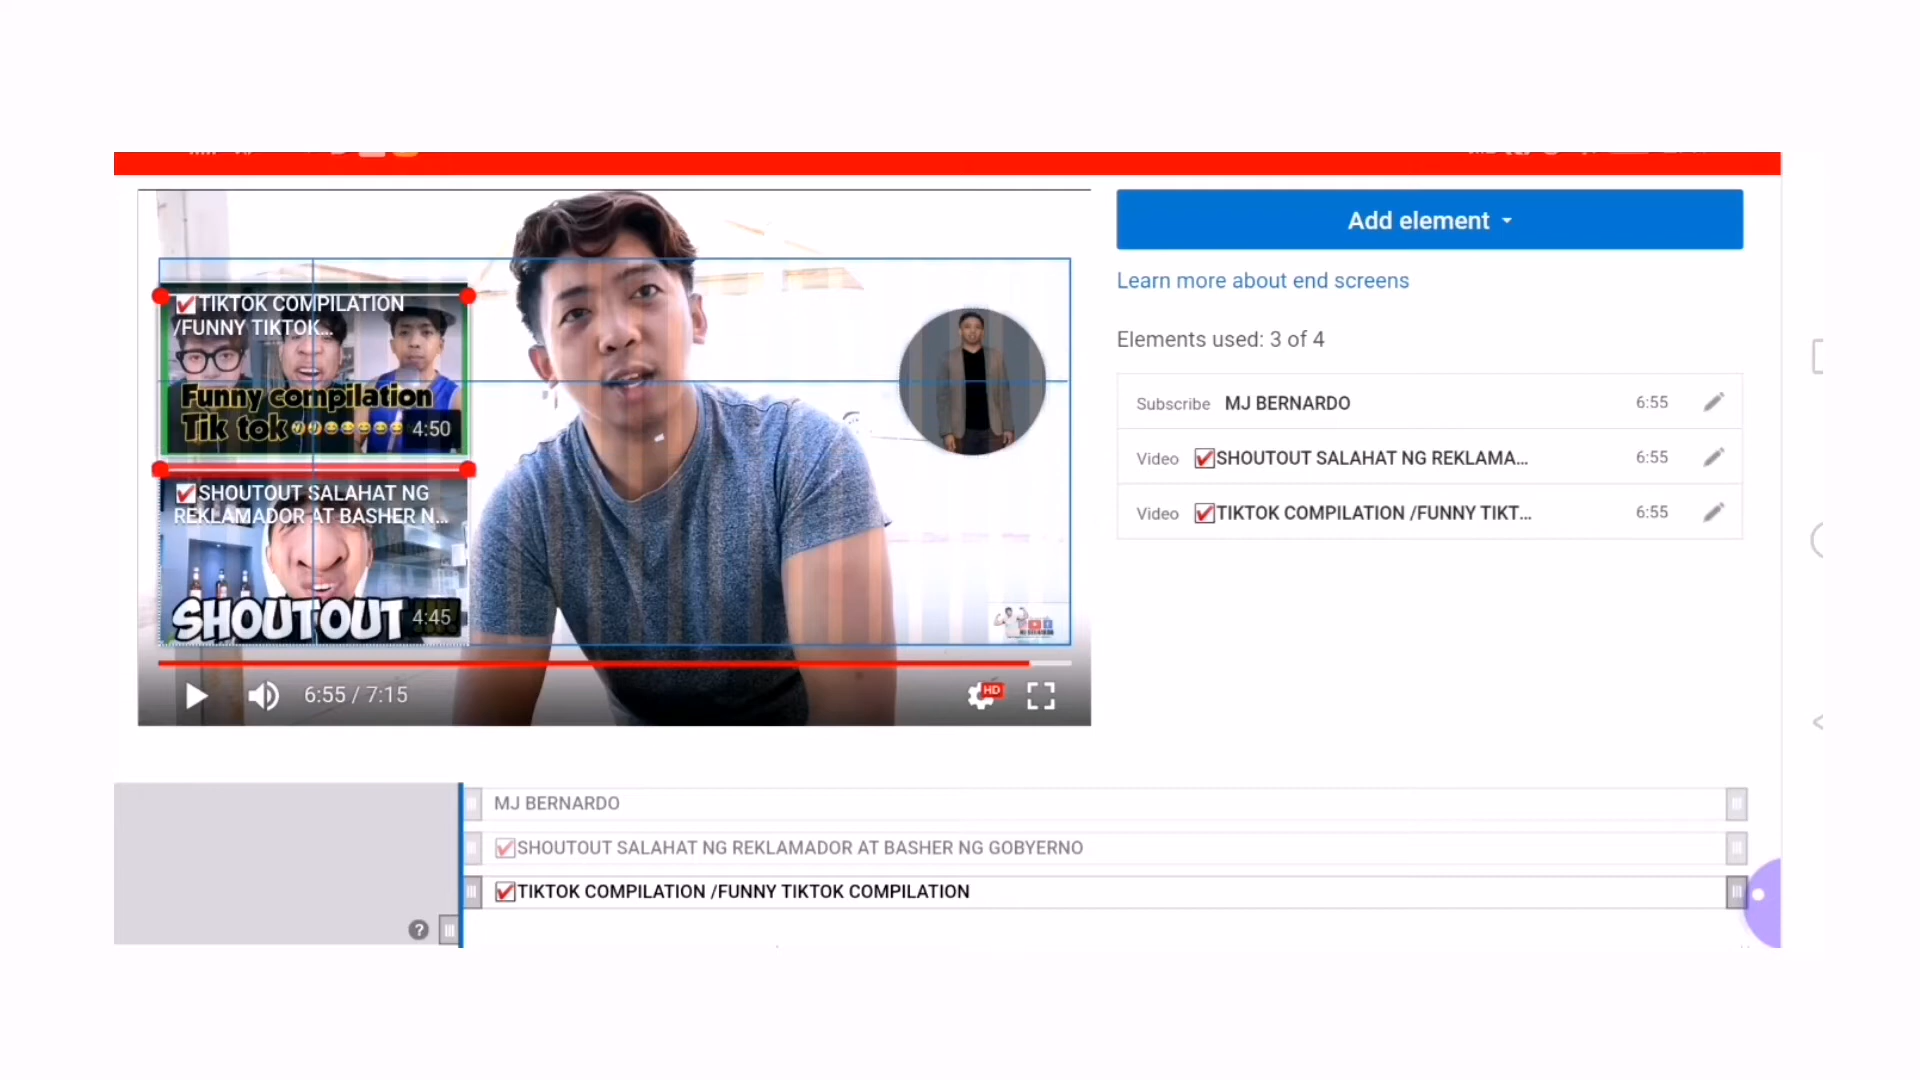 ☑TIKTOK COMPILATION
/FUNNY TIKTOK...
Funny compilation
Tik tok
4:50
☑SHOUTOUT SALAHAT NG
REKLAMADOR AT BASHER N...
SHOUTOUT
4:45
6:55 / 7:15
HD
Add element
Learn more about end screens
Elements used: 3 of 4
Subscribe MJ BERNARDO 6:55
Video ☑SHOUTOUT SALAHAT NG REKLAMA... 6:55
Video ☑TIKTOK COMPILATION /FUNNY TIKT... 6:55
MJ BERNARDO
☑SHOUTOUT SALAHAT NG REKLAMADOR AT BASHER NG GOBYERNO
☑TIKTOK COMPILATION /FUNNY TIKTOK COMPILATION
?